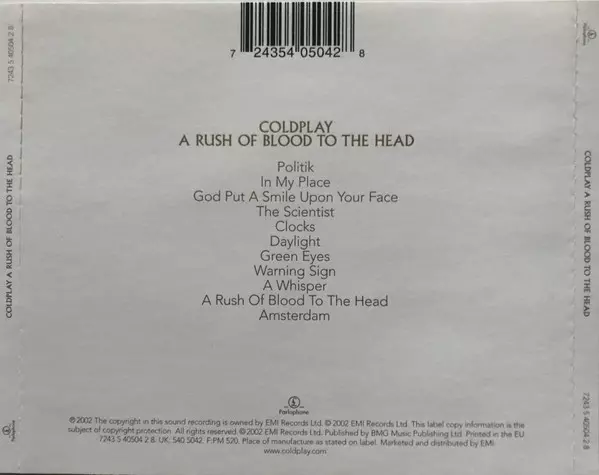 7 24354 05042 8
COLDPLAY
A RUSH OF BLOOD TO THE HEAD
Politik
In My Place
God Put A Smile Upon Your Face
The Scientist
Clocks
Daylight
Green Eyes
Warning Sign
A Whisper
A Rush Of Blood To The Head
Amsterdam
Parlophone
℗ 2002 The copyright in this sound recording is owned by EMI Records Ltd. © 2002 EMI Records Ltd. This label copy information is the
subject of copyright protection. All rights reserved. © 2002 EMI Records Ltd. Published by BMG Music Publishing Ltd. Printed in the EU
7243 5 40504 2 8. UK: 540 5042. F:PM 520. Place of manufacture as stated on label. Marketed and distributed by EMI.
www.coldplay.com
7243 5 40504 2 8
COLDPLAY A RUSH OF BLOOD TO THE HEAD
Parlophone
Parlophone
COLDPLAY A RUSH OF BLOOD TO THE HEAD
7243 5 40504 2 8